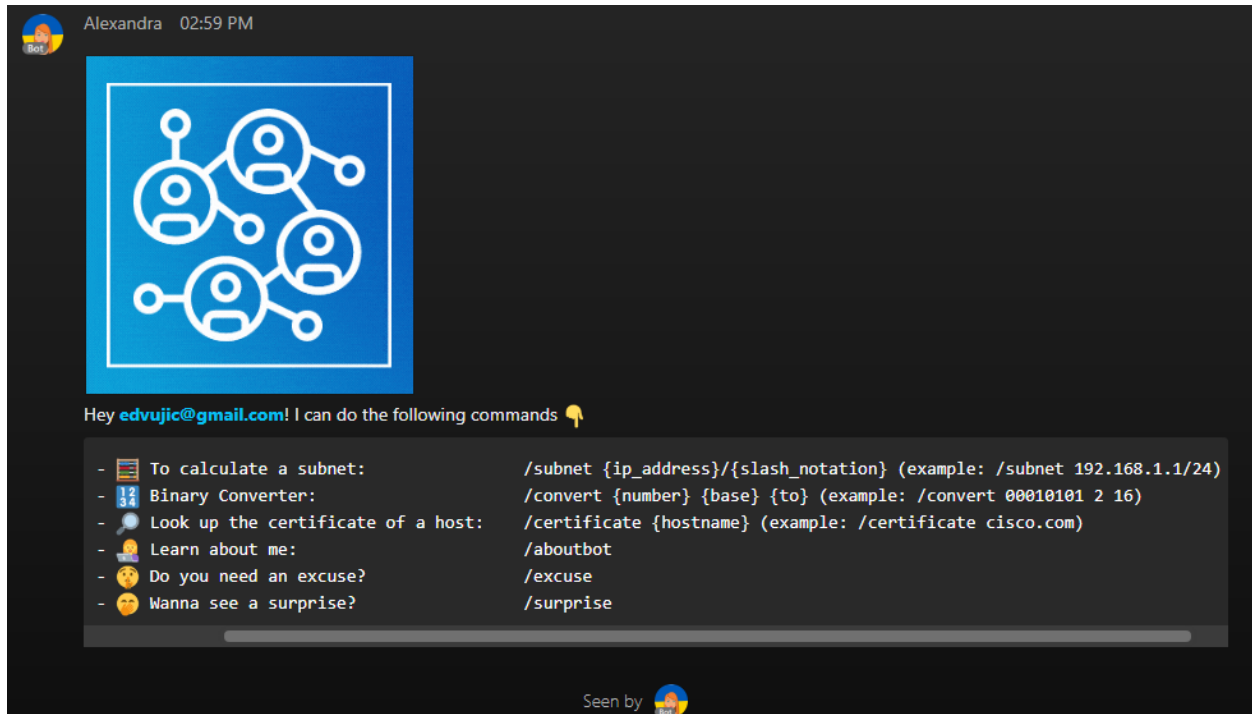 Alexandra 02:59 PM
Bot
Hey edvujic@gmail.com! I can do the following commands 👇
- 🧮 To calculate a subnet: /subnet {ip_address}/{slash_notation} (example: /subnet 192.168.1.1/24)
- 🔢 Binary Converter: /convert {number} {base} {to} (example: /convert 00010101 2 16)
- 🔎 Look up the certificate of a host: /certificate {hostname} (example: /certificate cisco.com)
- 👩‍💻 Learn about me: /aboutbot
- 🤫 Do you need an excuse? /excuse
- 🤭 Wanna see a surprise? /surprise
Seen by
Bot